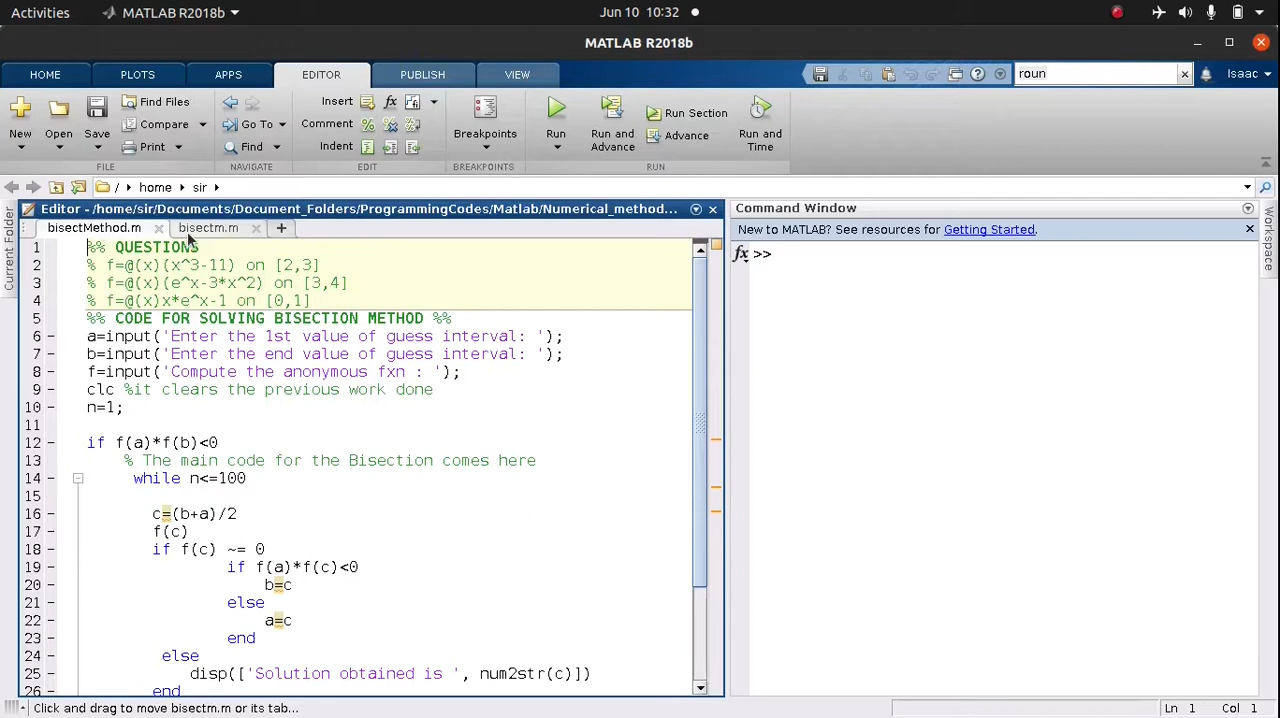 Activities MATLAB R2018b Jun 10 10:32
MATLAB R2018b
HOME PLOTS APPS EDITOR PUBLISH VIEW roun Isaac
New Open Save Find Files Compare Print Go To Find Insert Comment Indent Breakpoints Run Run and Advance Run Section Advance Run and Time
FILE NAVIGATE EDIT BREAKPOINTS RUN
/ home sir
Current Folder
Editor - /home/sir/Documents/Document_Folders/ProgrammingCodes/Matlab/Numerical_method...
bisectMethod.m bisectm.m
1 %% QUESTIONS
2 % f=@(x)(x^3-11) on [2,3]
3 % f=@(x)(e^x-3*x^2) on [3,4]
4 % f=@(x)x*e^x-1 on [0,1]
5 %% CODE FOR SOLVING BISECTION METHOD %%
6 - a=input('Enter the 1st value of guess interval: ');
7 - b=input('Enter the end value of guess interval: ');
8 - f=input('Compute the anonymous fxn : ');
9 - clc %it clears the previous work done
10 - n=1;
11
12 - if f(a)*f(b)<0
13 % The main code for the Bisection comes here
14 - while n<=100
15
16 - c=(b+a)/2
17 - f(c)
18 - if f(c) ~= 0
19 - if f(a)*f(c)<0
20 - b=c
21 - else
22 - a=c
23 - end
24 - else
25 - disp(['Solution obtained is ', num2str(c)])
26 - end
Command Window
New to MATLAB? See resources for Getting Started.
fx >>
Workspace
Click and drag to move bisectm.m or its tab... Ln 1 Col 1